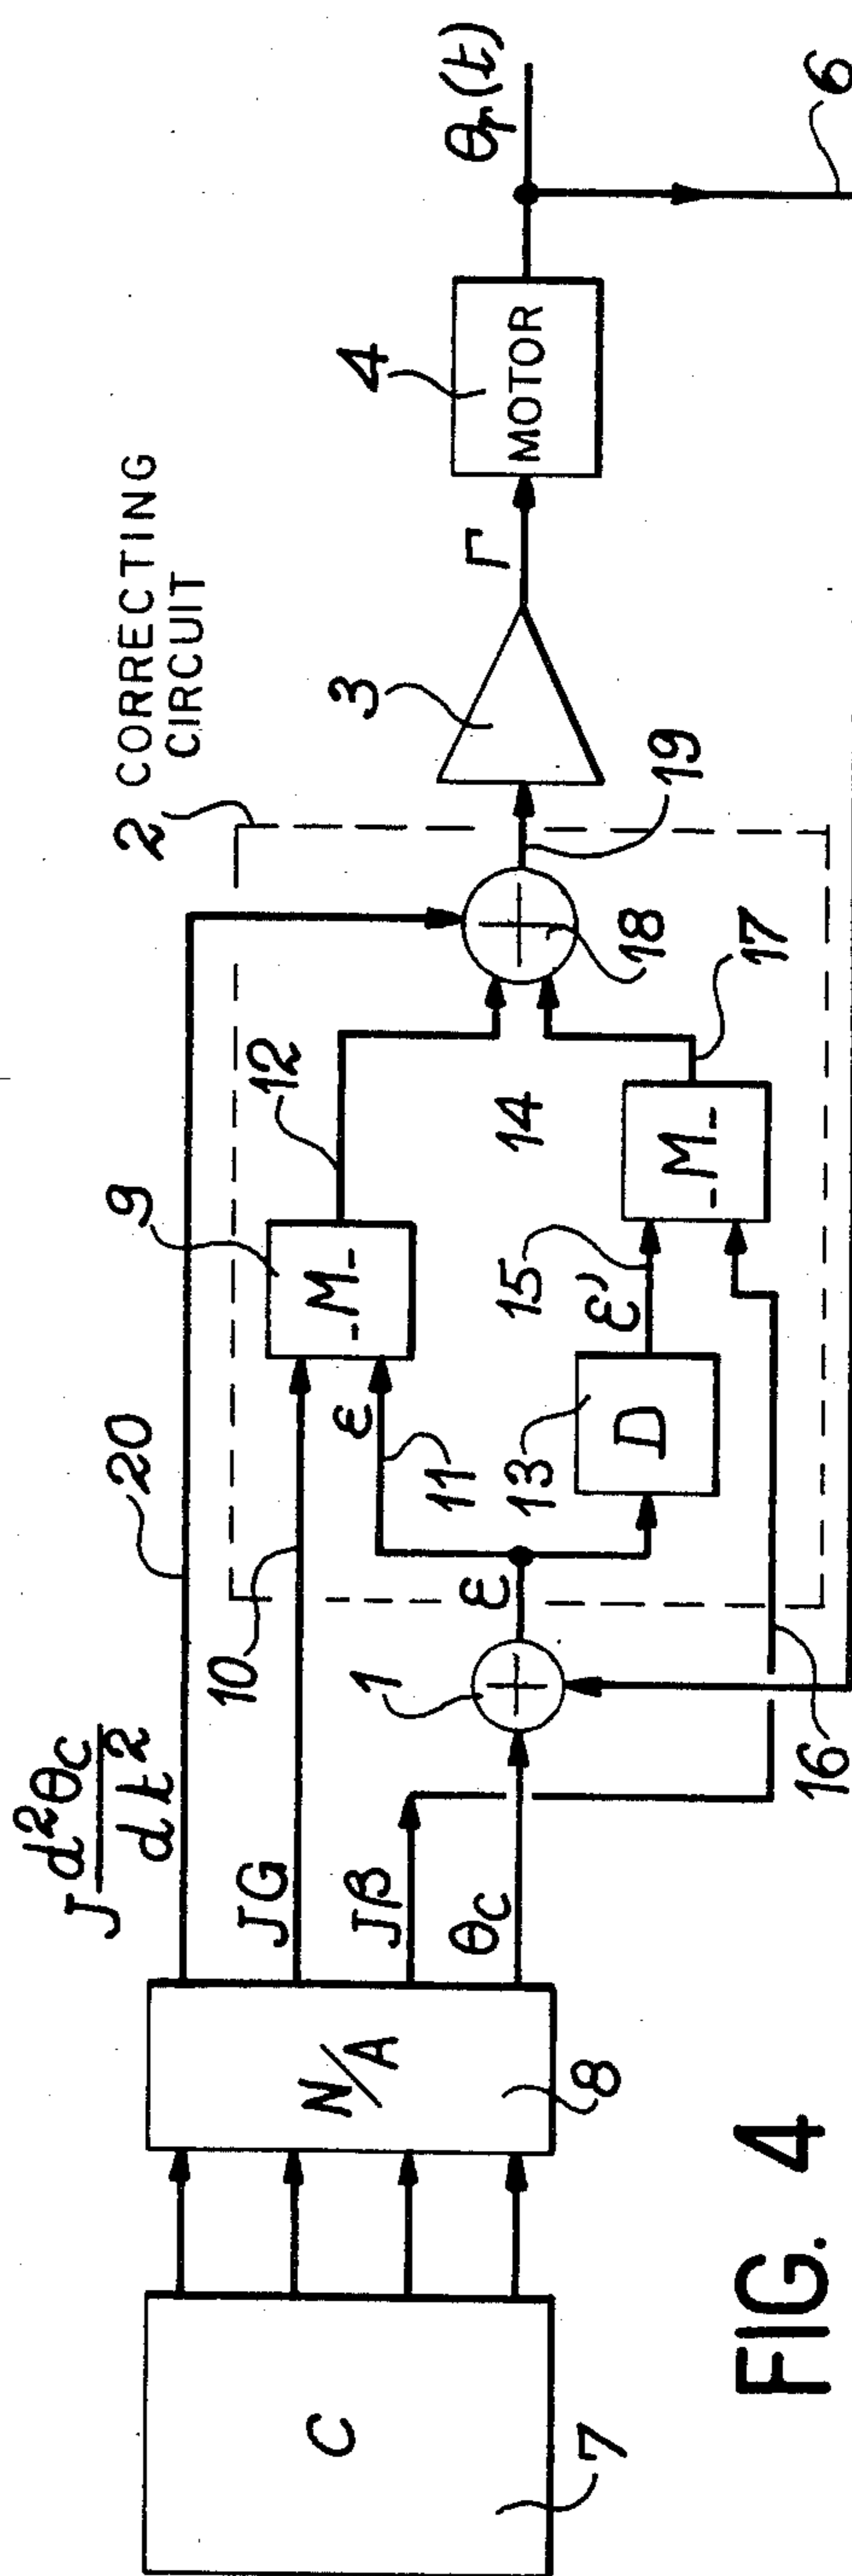 J d²θc/dt²
20
9
2 CORRECTING
CIRCUIT
12
10
JG
Jβ
θc
N/A
8
C
7
1
ε
ε
11
-M-
13
D
15
ε'
14
-M-
16
17
18
19
3
Γ
4
MOTOR
θr(t)
6
FIG. 4